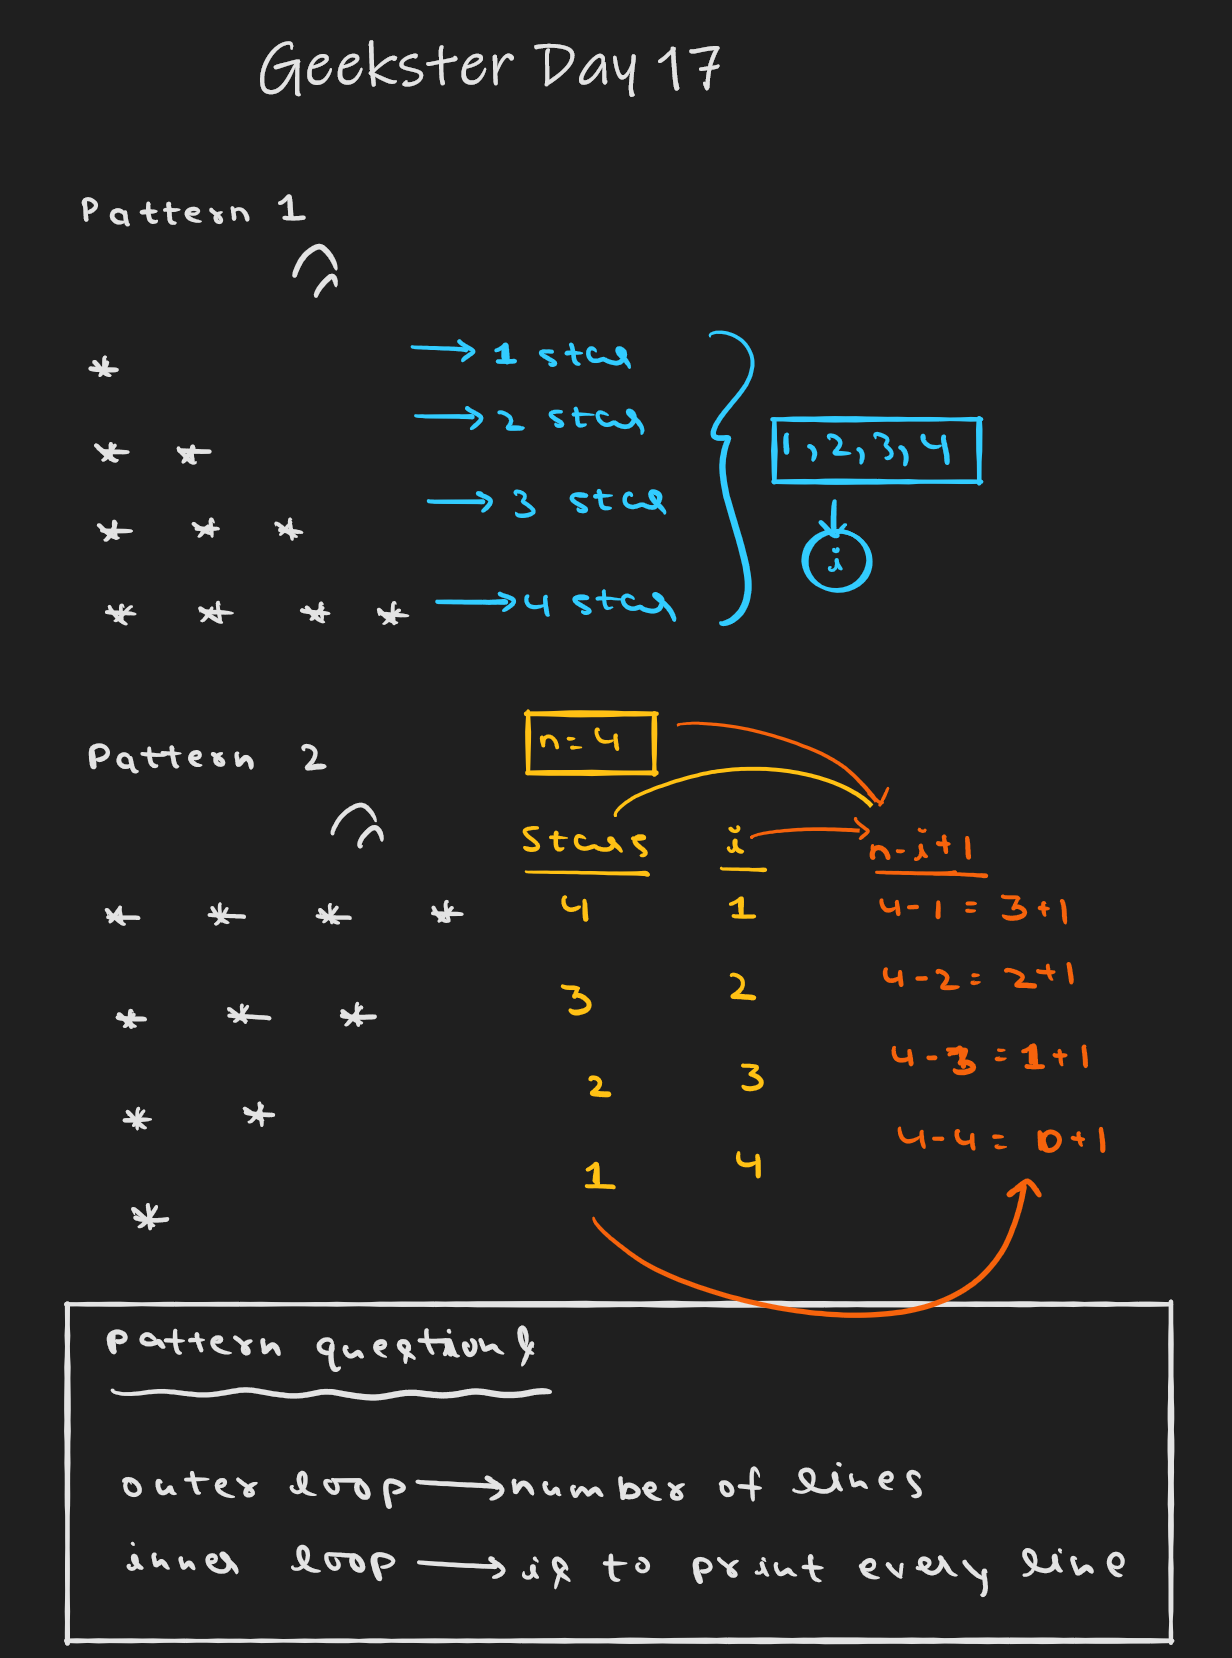 Geekster Day 17
Pattern 1
* → 1 star
* * → 2 star
* * * → 3 star
* * * * → 4 star
1, 2, 3, 4
i
n = 4
Pattern 2
Stars i n-i+1
* * * * 4 1 4-1 = 3+1
* * * 3 2 4-2 = 2+1
* * 2 3 4-3 = 1+1
* 1 4 4-4 = 0+1
Pattern questions
outer loop → number of lines
inner loop → is to print every line